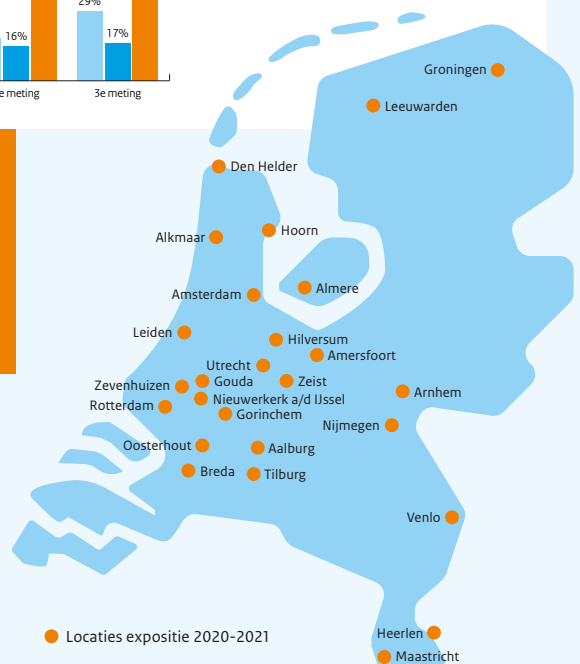 29%
16%
17%
e meting
3e meting
Groningen
Leeuwarden
Den Helder
Hoorn
Alkmaar
Almere
Amsterdam
Leiden
Hilversum
Amersfoort
Utrecht
Gouda
Zeist
Zevenhuizen
Arnhem
Nieuwerkerk a/d IJssel
Rotterdam
Gorinchem
Nijmegen
Oosterhout
Aalburg
Breda
Tilburg
Venlo
Heerlen
Locaties expositie 2020-2021
Maastricht